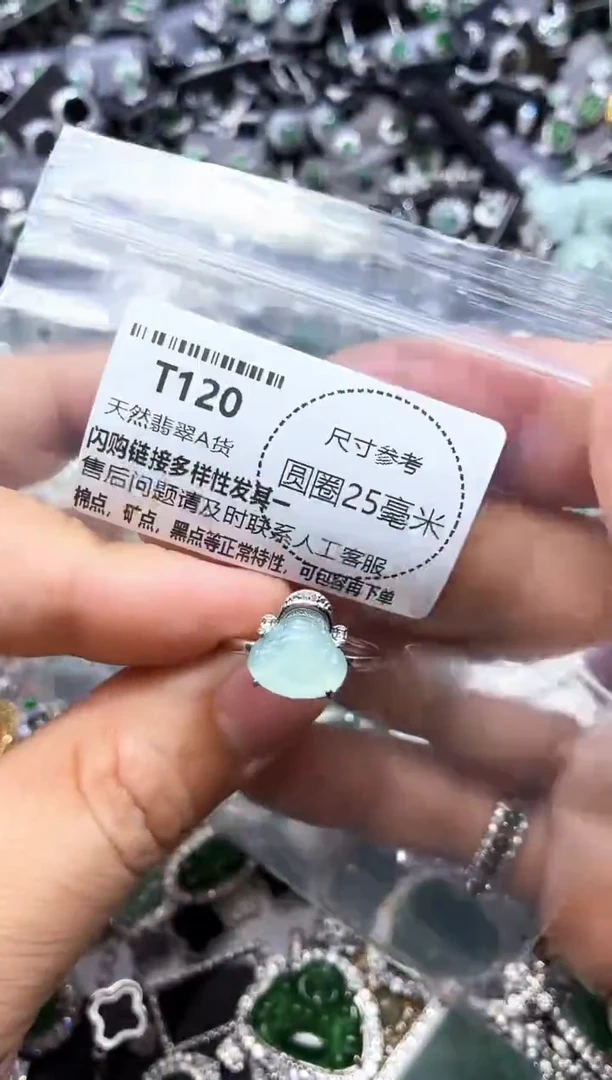 T120
天然翡翠A货
闪购链接多样性发其一
售后问题请及时联系人工客服
棉点，矿点，黑点等正常特性，可包容再下单
尺寸参考
圆圈25毫米